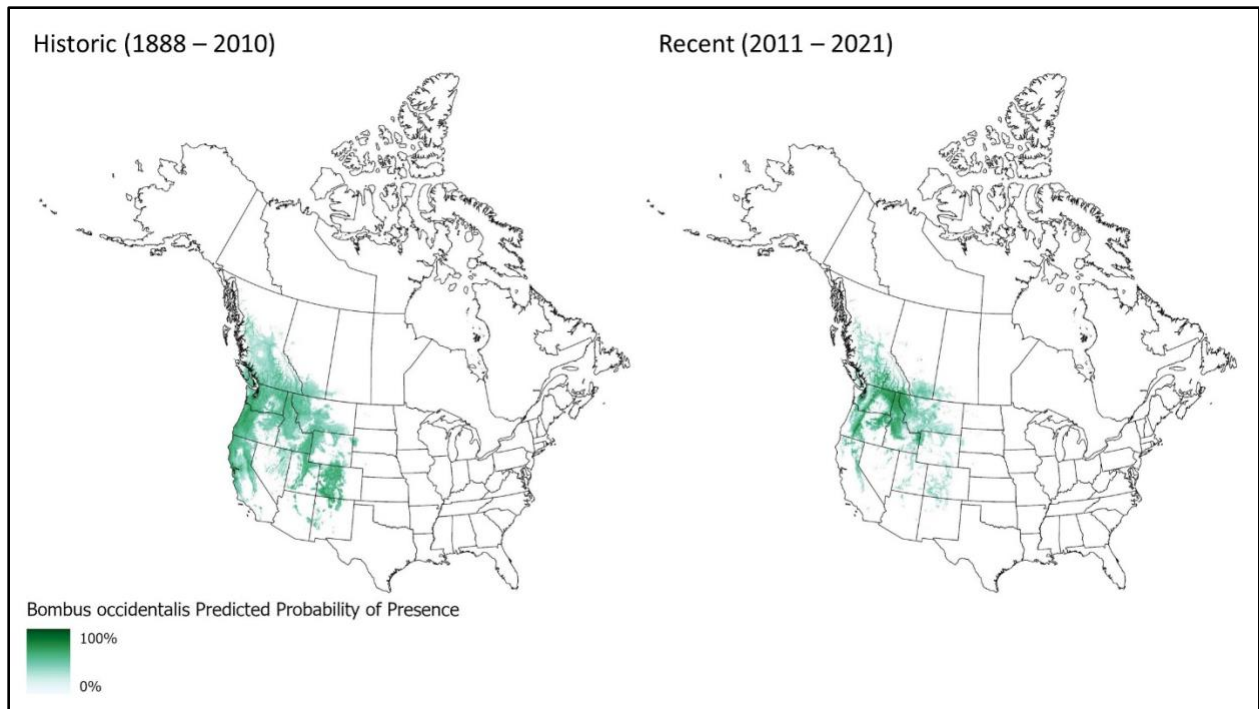 Historic (1888 – 2010)
Recent (2011 – 2021)
Bombus occidentalis Predicted Probability of Presence
100%
0%